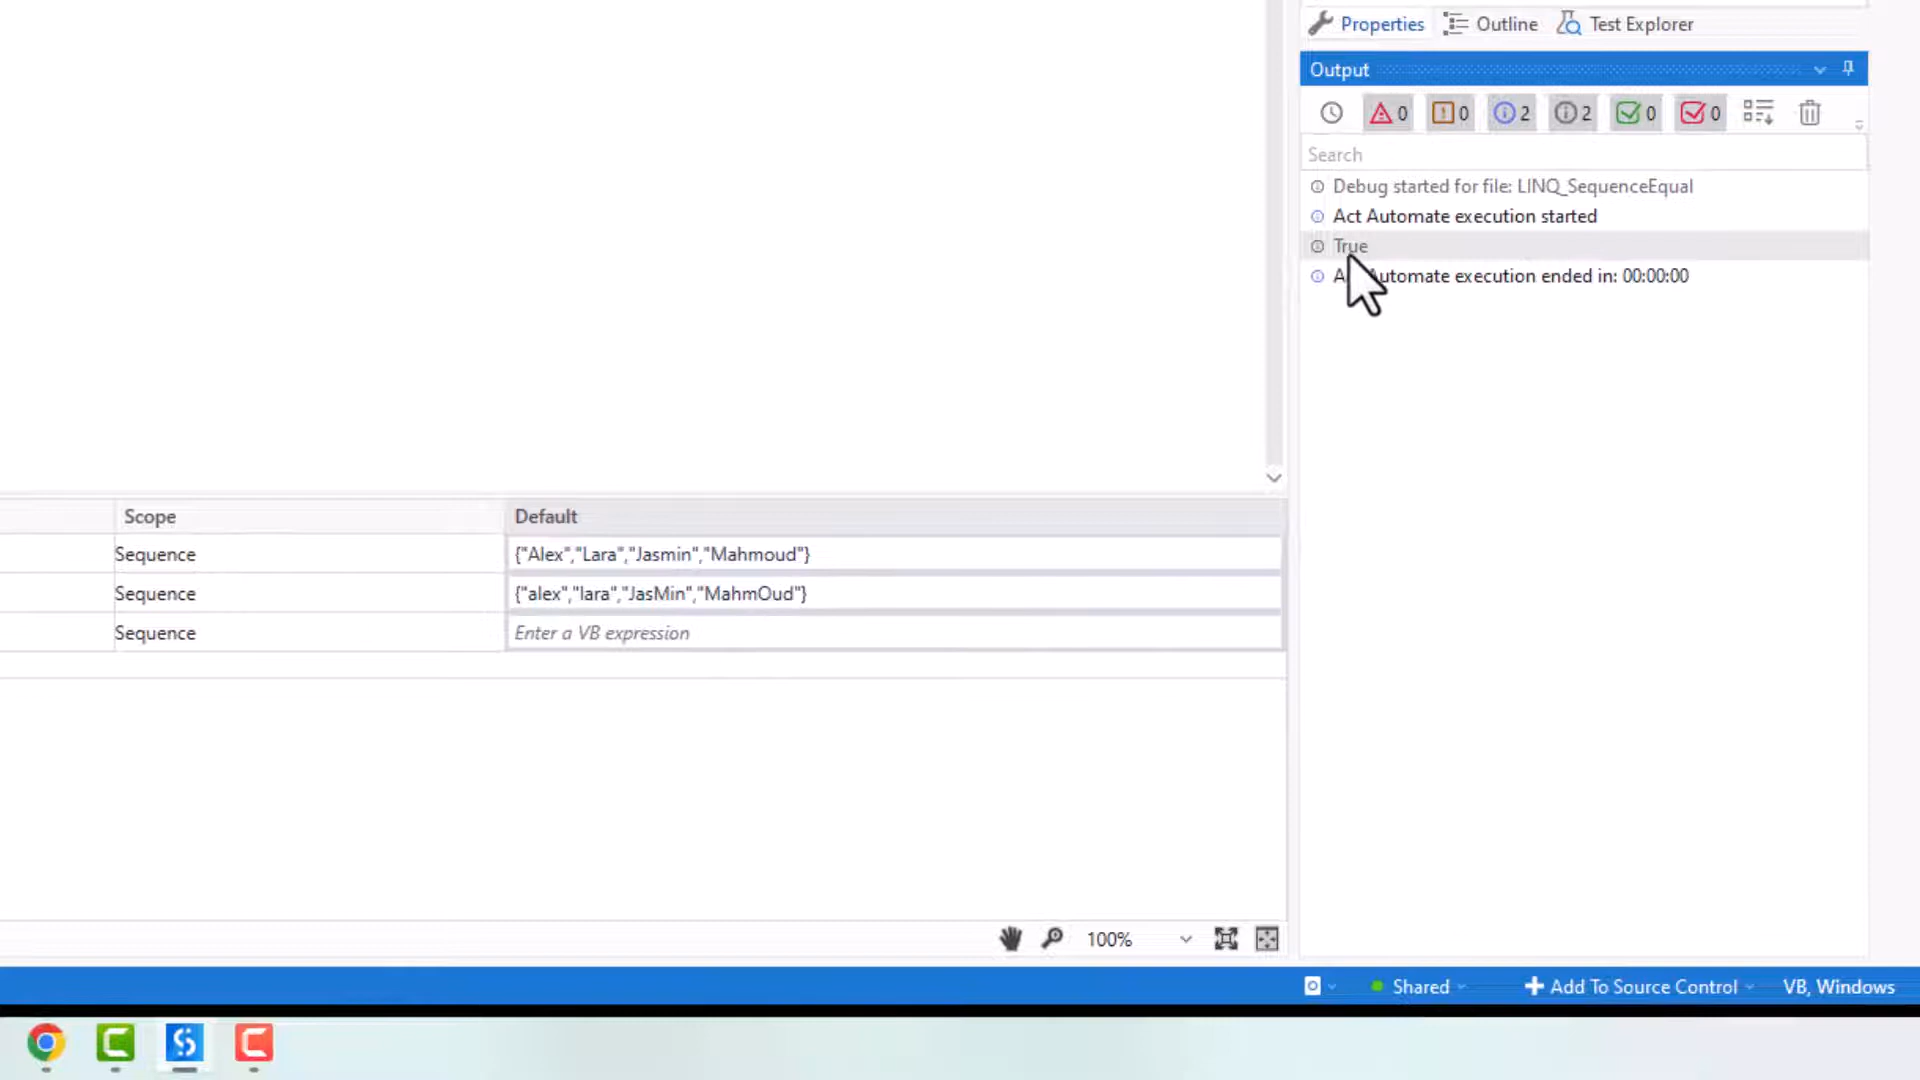 Properties Outline Test Explorer
Output
0 0 2 2 0 0
Search
Debug started for file: LINQ_SequenceEqual
Act Automate execution started
True
Automate execution ended in: 00:00:00
Scope Default
Sequence {"Alex","Lara","Jasmin","Mahmoud"}
Sequence {"alex","lara","JasMin","MahmOud"}
Sequence Enter a VB expression
100%
Shared Add To Source Control VB, Windows